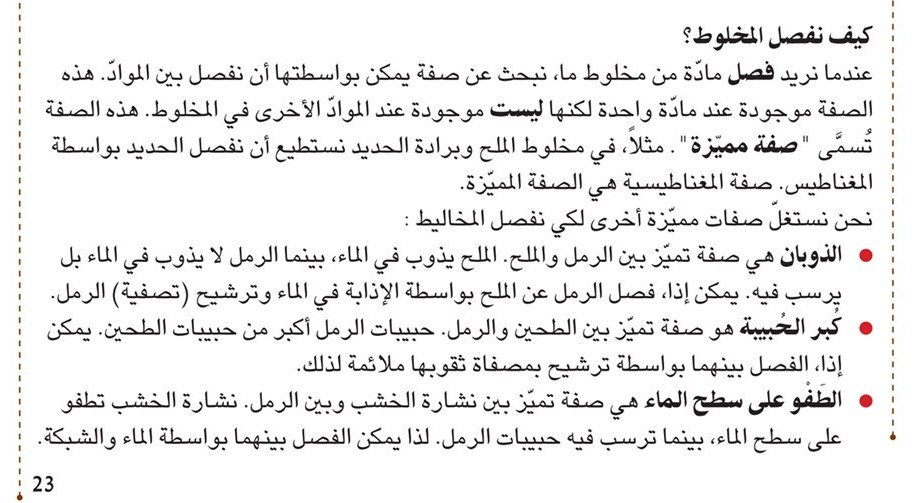 كيف نفصل المخلوط؟
عندما نريد فصل مادّة من مخلوط ما، نبحث عن صفة يمكن بواسطتها أن نفصل بين الموادّ. هذه
الصفة موجودة عند مادّة واحدة لكنها ليست موجودة عند الموادّ الأخرى في المخلوط. هذه الصفة
تُسمَّى "صفة مميّزة". مثلاً، في مخلوط الملح وبرادة الحديد نستطيع أن نفصل الحديد بواسطة
المغناطيس. صفة المغناطيسية هي الصفة المميّزة.
نحن نستغلّ صفات مميّزة أخرى لكي نفصل المخاليط :
● الذوبان هي صفة تميّز بين الرمل والملح. الملح يذوب في الماء، بينما الرمل لا يذوب في الماء بل
يرسب فيه. يمكن إذا، فصل الرمل عن الملح بواسطة الإذابة في الماء وترشيح (تصفية) الرمل.
● كُبر الحُبيبة هو صفة تميّز بين الطحين والرمل. حبيبات الرمل أكبر من حبيبات الطحين. يمكن
إذا، الفصل بينهما بواسطة ترشيح بمصفاة ثقوبها ملائمة لذلك.
● الطَفْو على سطح الماء هي صفة تميّز بين نشارة الخشب وبين الرمل. نشارة الخشب تطفو
على سطح الماء، بينما ترسب فيه حبيبات الرمل. لذا يمكن الفصل بينهما بواسطة الماء والشبكة.
23